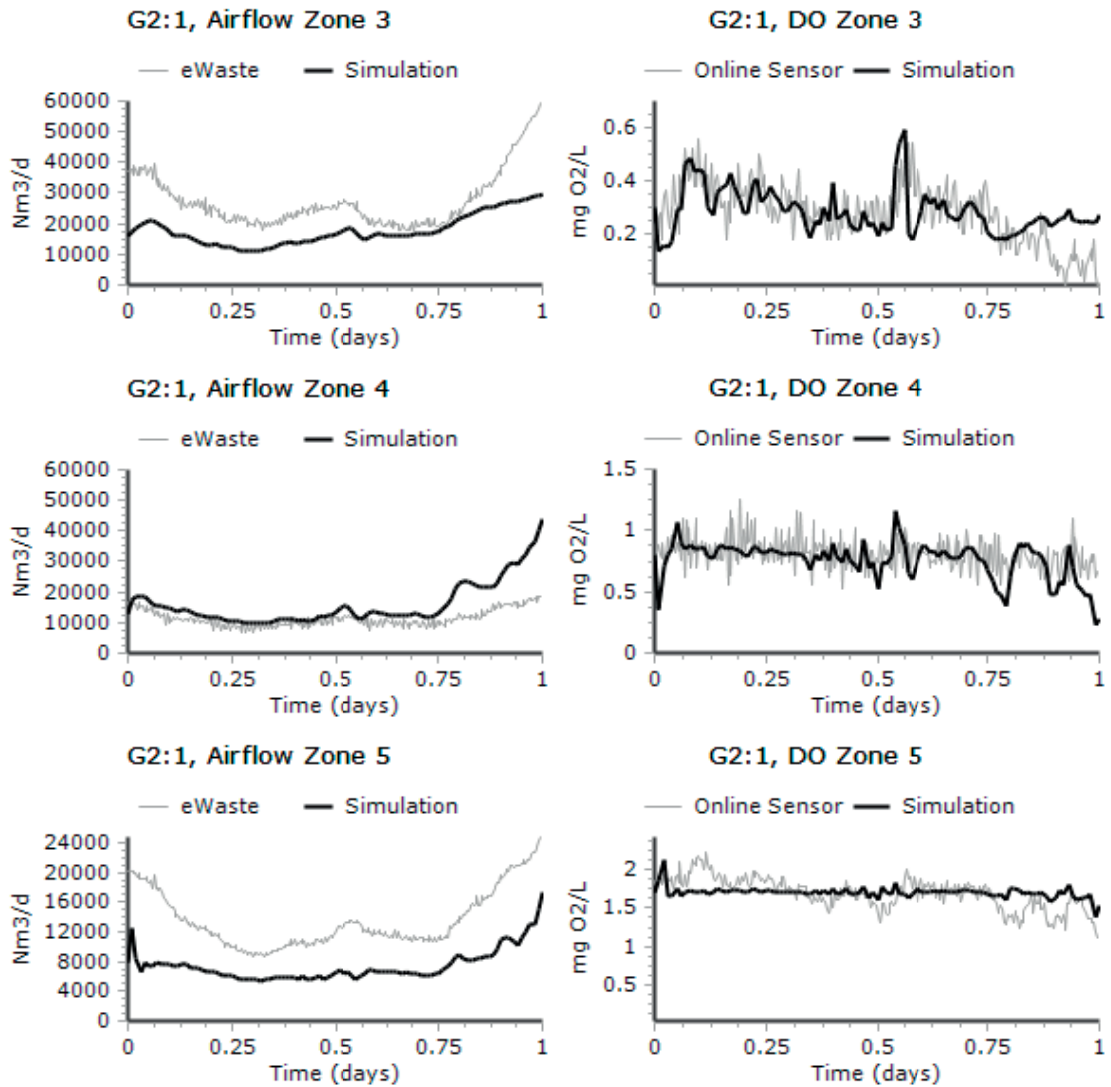 G2:1, Airflow Zone 3
eWaste Simulation
60000
50000
40000
30000
20000
10000
0
Nm3/d
0 0.25 0.5 0.75 1
Time (days)
G2:1, DO Zone 3
Online Sensor Simulation
0.6
0.4
0.2
mg O2/L
0 0.25 0.5 0.75 1
Time (days)
G2:1, Airflow Zone 4
eWaste Simulation
60000
50000
40000
30000
20000
10000
0
Nm3/d
0 0.25 0.5 0.75 1
Time (days)
G2:1, DO Zone 4
Online Sensor Simulation
1.5
1
0.5
0
mg O2/L
0 0.25 0.5 0.75 1
Time (days)
G2:1, Airflow Zone 5
eWaste Simulation
24000
20000
16000
12000
8000
4000
0
Nm3/d
0 0.25 0.5 0.75 1
Time (days)
G2:1, DO Zone 5
Online Sensor Simulation
2
1.5
1
0.5
mg O2/L
0 0.25 0.5 0.75 1
Time (days)